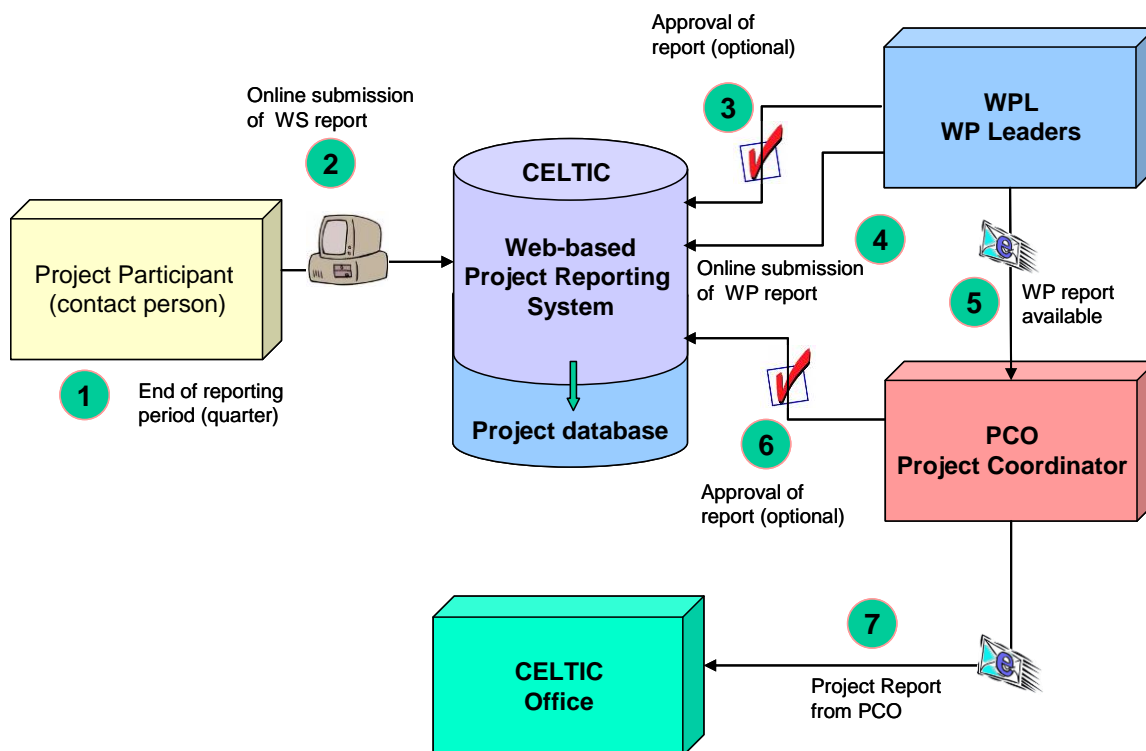 Approval of
report (optional)
3
WPL
WP Leaders
Online submission
of WS report
2
CELTIC
Web-based
Project Reporting
System
Project database
Project Participant
(contact person)
1
End of reporting
period (quarter)
4
Online submission
of WP report
e
5
WP report
available
6
Approval of
report (optional)
PCO
Project Coordinator
7
e
Project Report
from PCO
CELTIC
Office